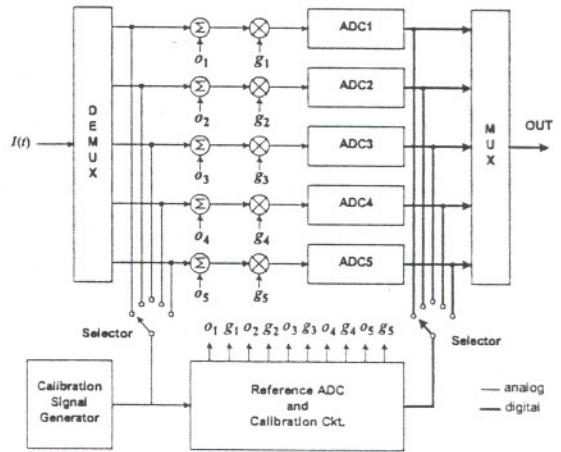 ADC1
o1 g1
ADC2
o2 g2
I(t)
DEMUX
ADC3
MUX
OUT
o3 g3
ADC4
o4 g4
ADC5
o5 g5
Selector
o1 g1 o2 g2 o3 g3 o4 g4 o5 g5
Selector
Calibration
Signal
Generator
Reference ADC
and
Calibration Ckt.
analog
digital
Σ
Σ
Σ
Σ
Σ